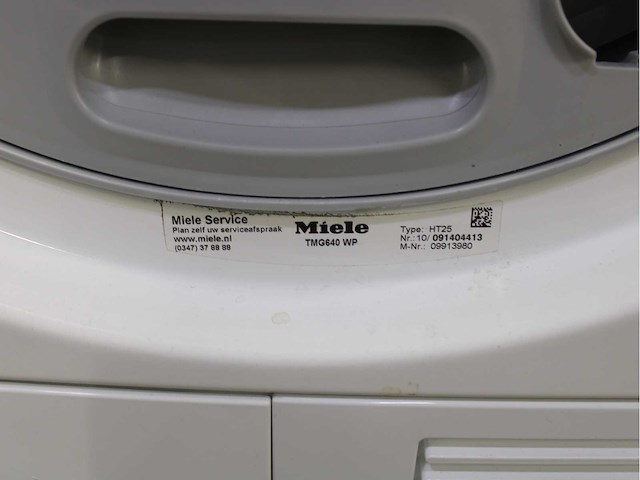 Miele Service
Plan zelf uw serviceafspraak
www.miele.nl
(0347) 37 88 88
Miele
TMG640 WP
Type: HT25
Nr.: 10/ 091404413
M-Nr.: 09913980